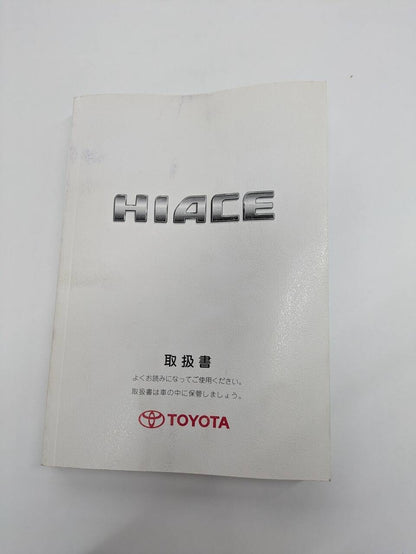 HIACE
取扱書
よくお読みになってご使用ください。
取扱書は車の中に保管しましょう。
TOYOTA